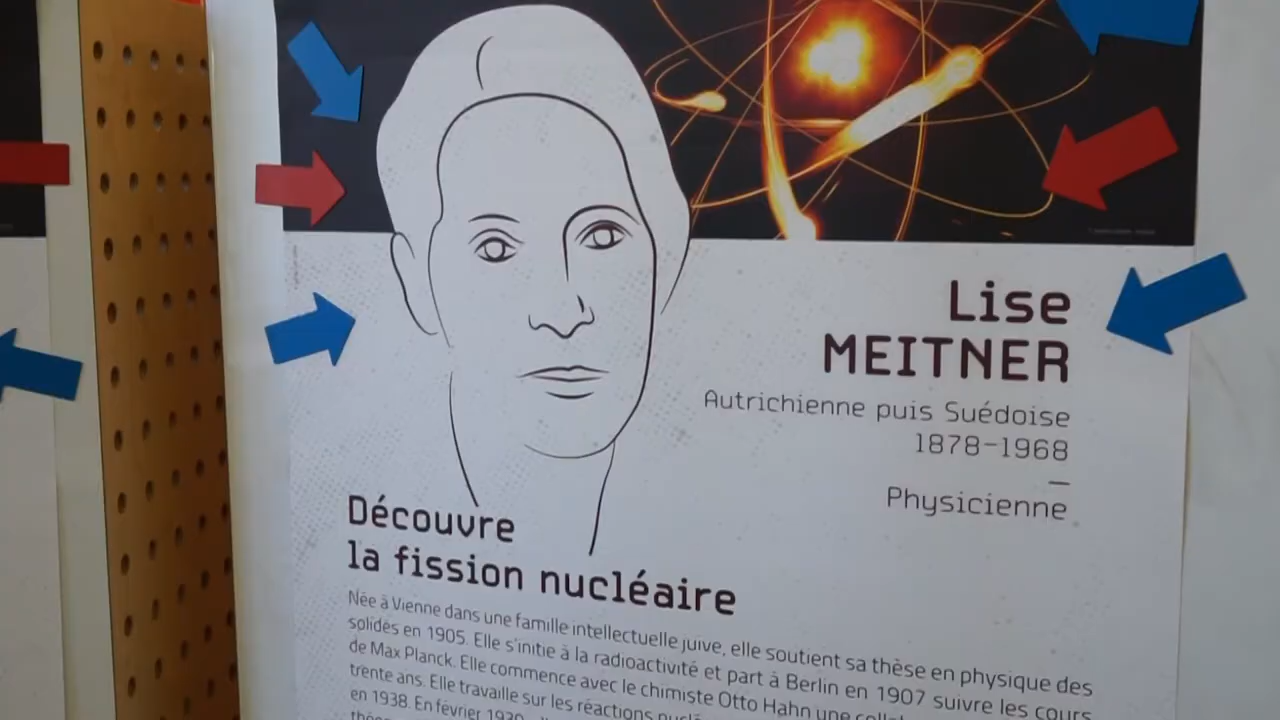 Lise
MEITNER
Autrichienne puis Suédoise
1878-1968
—
Physicienne
Découvre
la fission nucléaire
Née à Vienne dans une famille intellectuelle juive, elle soutient sa thèse en physique des
solides en 1905. Elle s'initie à la radioactivité et part à Berlin en 1907 suivre les cours
de Max Planck. Elle commence avec le chimiste Otto Hahn une
trente ans. Elle travaille sur les réactions
en 1938. En février